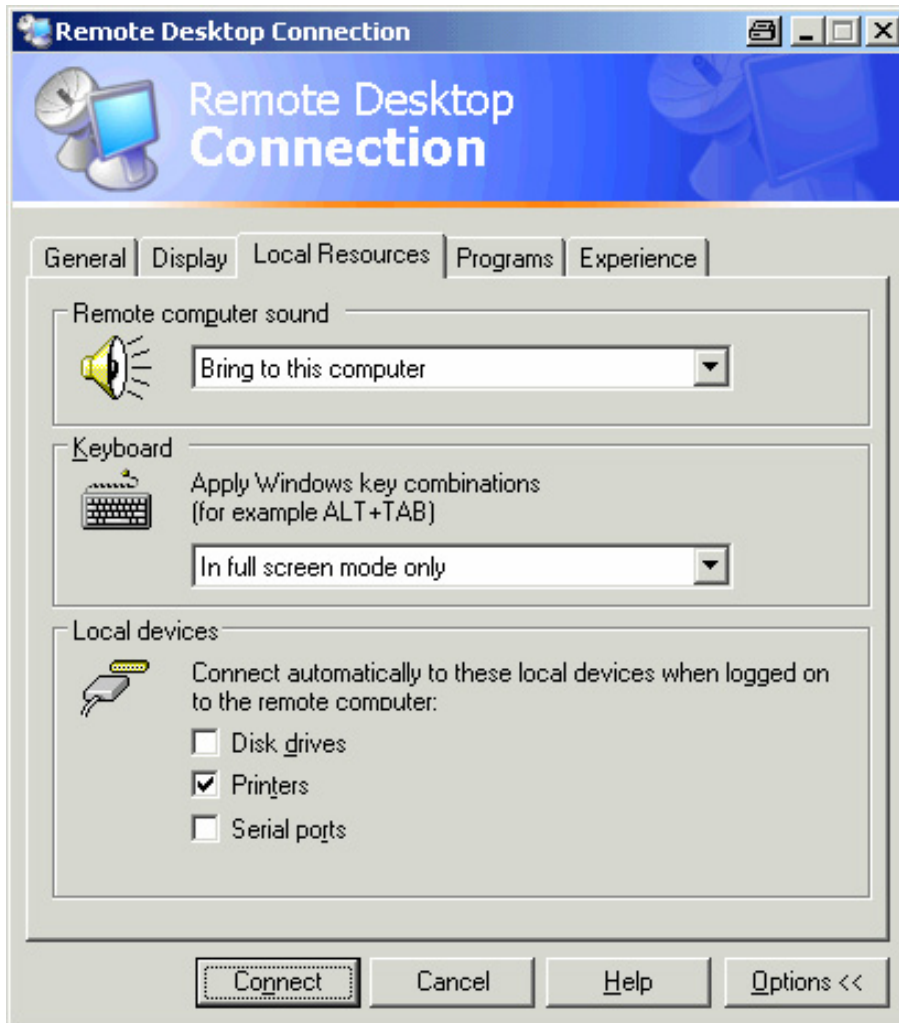 Remote Desktop Connection
Remote Desktop
Connection
General Display Local Resources Programs Experience
Remote computer sound
Bring to this computer
Keyboard
Apply Windows key combinations
(for example ALT+TAB)
In full screen mode only
Local devices
Connect automatically to these local devices when logged on
to the remote computer:
Disk drives
Printers
Serial ports
Connect Cancel Help Options <<